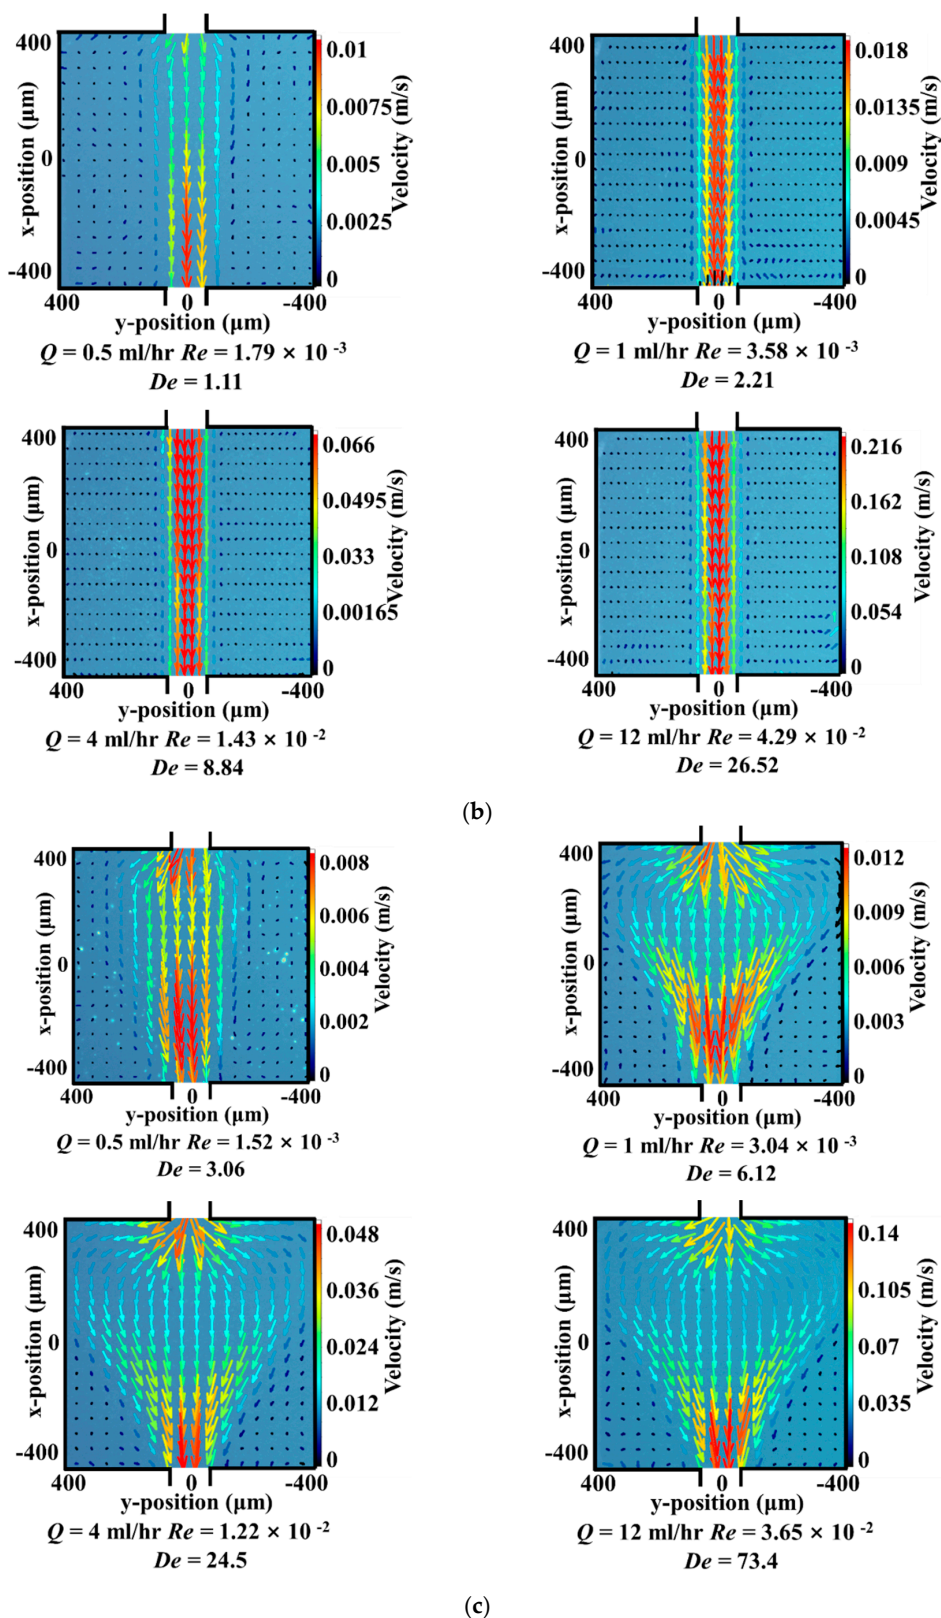 400
0
-400
x-position (µm)
0.01
0.0075
0.005
0.0025
0
Velocity (m/s)
400 0 -400
y-position (µm)
Q = 0.5 ml/hr Re = 1.79 × 10 -3
De = 1.11
400
0
-400
x-position (µm)
0.018
0.0135
0.009
0.0045
0
Velocity (m/s)
400 0 -400
y-position (µm)
Q = 1 ml/hr Re = 3.58 × 10 -3
De = 2.21
400
0
-400
x-position (µm)
0.066
0.0495
0.033
0.00165
0
Velocity (m/s)
400 0 -400
y-position (µm)
Q = 4 ml/hr Re = 1.43 × 10 -2
De = 8.84
400
0
-400
x-position (µm)
0.216
0.162
0.108
0.054
0
Velocity (m/s)
400 0 -400
y-position (µm)
Q = 12 ml/hr Re = 4.29 × 10 -2
De = 26.52
(b)
400
0
-400
x-position (µm)
0.008
0.006
0.004
0.002
0
Velocity (m/s)
400 0 -400
y-position (µm)
Q = 0.5 ml/hr Re = 1.52 × 10 -3
De = 3.06
400
0
-400
x-position (µm)
0.012
0.009
0.006
0.003
0
Velocity (m/s)
400 0 -400
y-position (µm)
Q = 1 ml/hr Re = 3.04 × 10 -3
De = 6.12
400
0
-400
x-position (µm)
0.048
0.036
0.024
0.012
0
Velocity (m/s)
400 0 -400
y-position (µm)
Q = 4 ml/hr Re = 1.22 × 10 -2
De = 24.5
400
0
-400
x-position (µm)
0.14
0.105
0.07
0.035
0
Velocity (m/s)
400 0 -400
y-position (µm)
Q = 12 ml/hr Re = 3.65 × 10 -2
De = 73.4
(c)